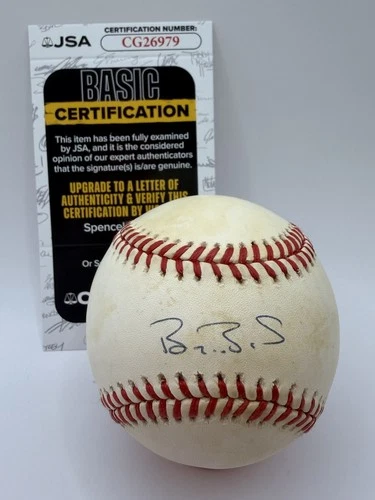 JSA
CERTIFICATION NUMBER:
CG26979
BASIC
CERTIFICATION
This item has been fully examined
by JSA, and it is the considered
opinion of our expert authenticators
that the signature(s) is/are genuine.
UPGRADE TO A LETTER OF
AUTHENTICITY & VERIFY THIS
CERTIFICATION BY
Or
JSA